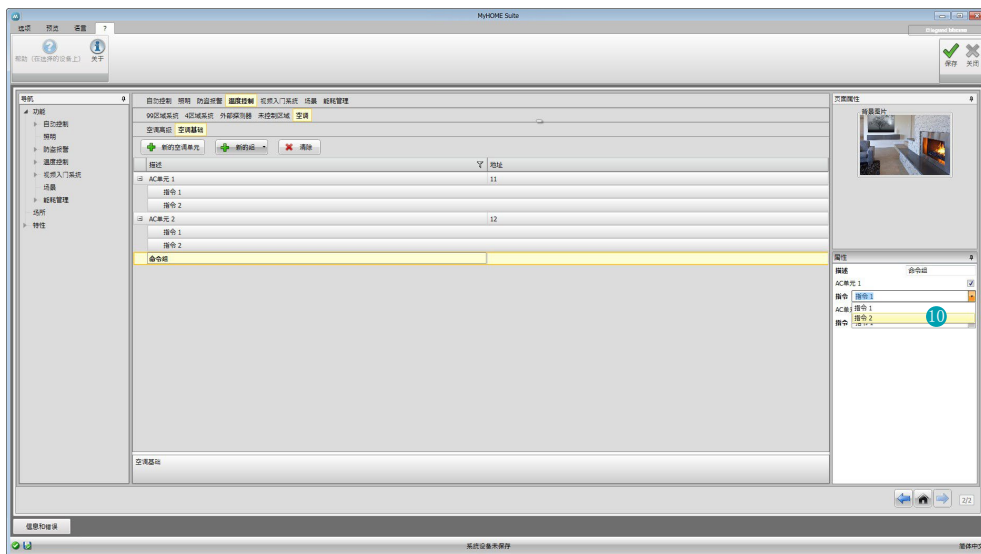 MyHOME Suite
选项 预览 语言 ?
帮助 (在选择的设备上) 关于
保存 关闭
导航
功能
自动控制
照明
防盗报警
温度控制
视频入门系统
场景
能耗管理
场所
特性
自动控制 照明 防盗报警 温度控制 视频入门系统 场景 能耗管理
99区域系统 4区域系统 外部探测器 未控制区域 空调
空调高级 空调基础
新的空调单元 新的组 清除
描述 地址
AC单元 1 11
指令 1
指令 2
AC单元 2 12
指令 1
指令 2
命令组
空调基础
页面属性
背景图片
属性
描述 命令组
AC单元 1
指令 指令 1
指令 1
指令 2
指令
10
2/2
信息和错误
系统设备未保存
简体中文